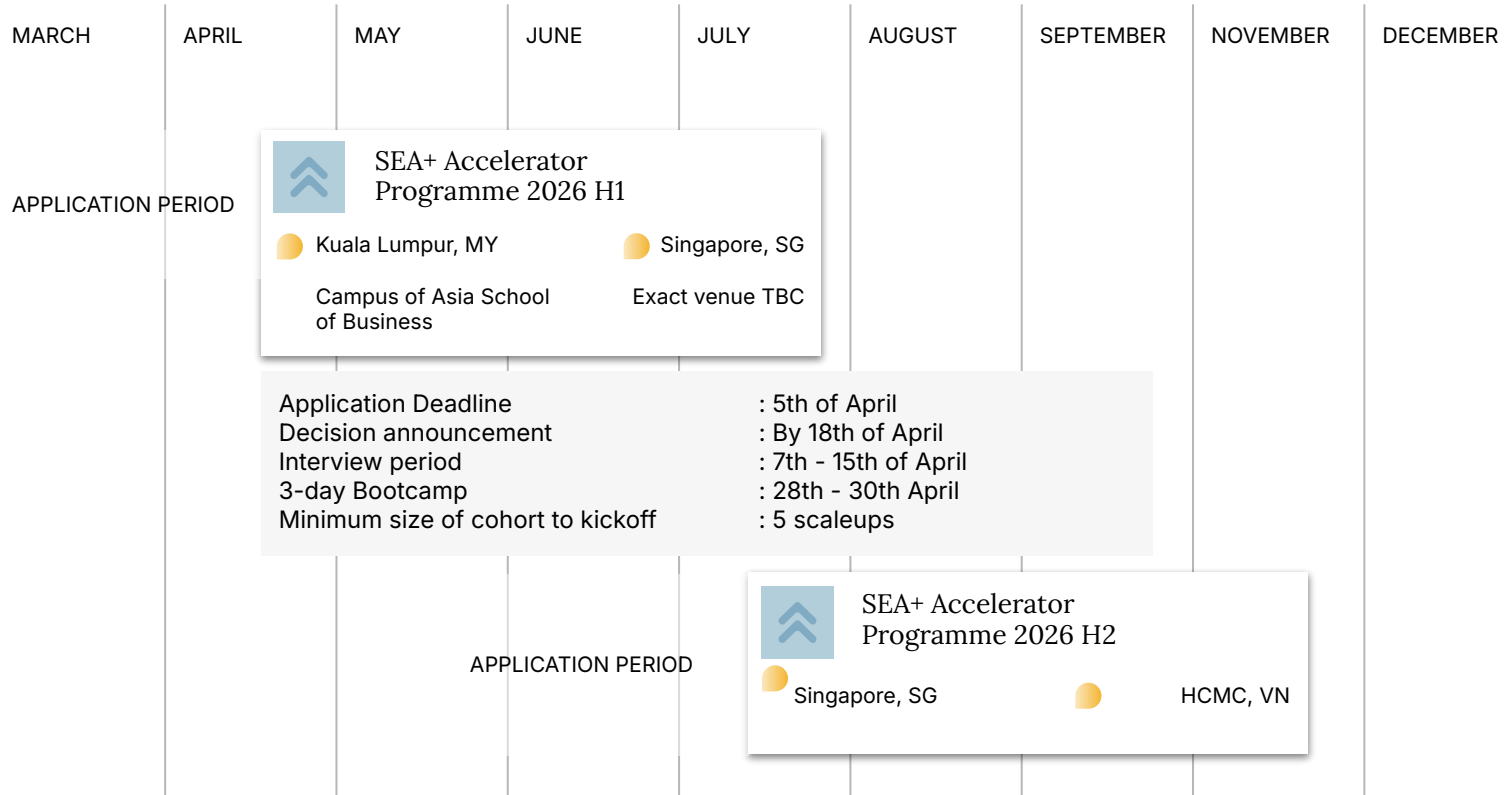 MARCH APRIL MAY JUNE JULY AUGUST SEPTEMBER NOVEMBER DECEMBER
APPLICATION PERIOD
SEA+ Accelerator
Programme 2026 H1
Kuala Lumpur, MY
Campus of Asia School
of Business
Singapore, SG
Exact venue TBC
Application Deadline : 5th of April
Decision announcement : By 18th of April
Interview period : 7th - 15th of April
3-day Bootcamp : 28th - 30th April
Minimum size of cohort to kickoff : 5 scaleups
APPLICATION PERIOD
SEA+ Accelerator
Programme 2026 H2
Singapore, SG
HCMC, VN